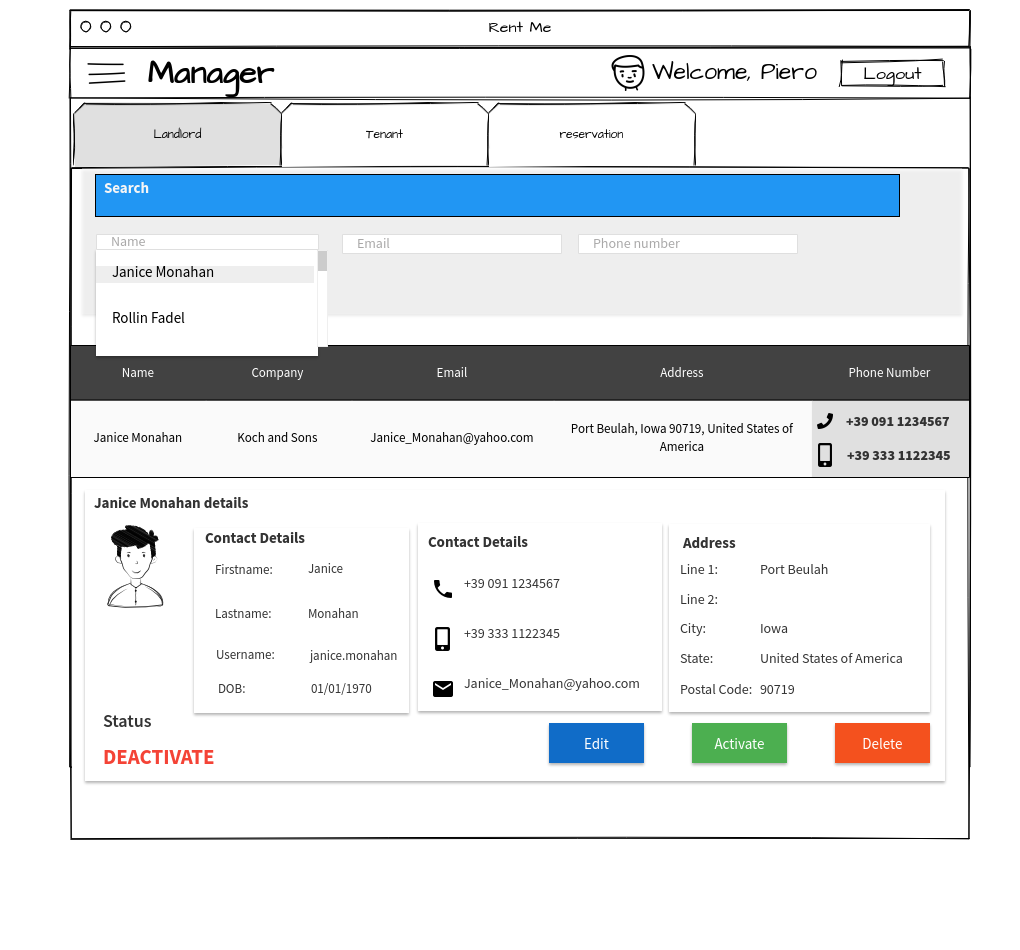 Rent Me
Manager
Welcome, Piero
Logout
Landlord
Tenant
reservation
Search
Name
Email
Phone number
Janice Monahan
Rollin Fadel
Name
Company
Email
Address
Phone Number
Janice Monahan
Koch and Sons
Janice_Monahan@yahoo.com
Port Beulah, Iowa 90719, United States of
America
+39 091 1234567
+39 333 1122345
Janice Monahan details
Contact Details
Firstname:
Janice
Lastname:
Monahan
Username:
janice.monahan
DOB:
01/01/1970
Contact Details
+39 091 1234567
+39 333 1122345
Janice_Monahan@yahoo.com
Address
Line 1:
Port Beulah
Line 2:
City:
Iowa
State:
United States of America
Postal Code:
90719
Status
DEACTIVATE
Edit
Activate
Delete